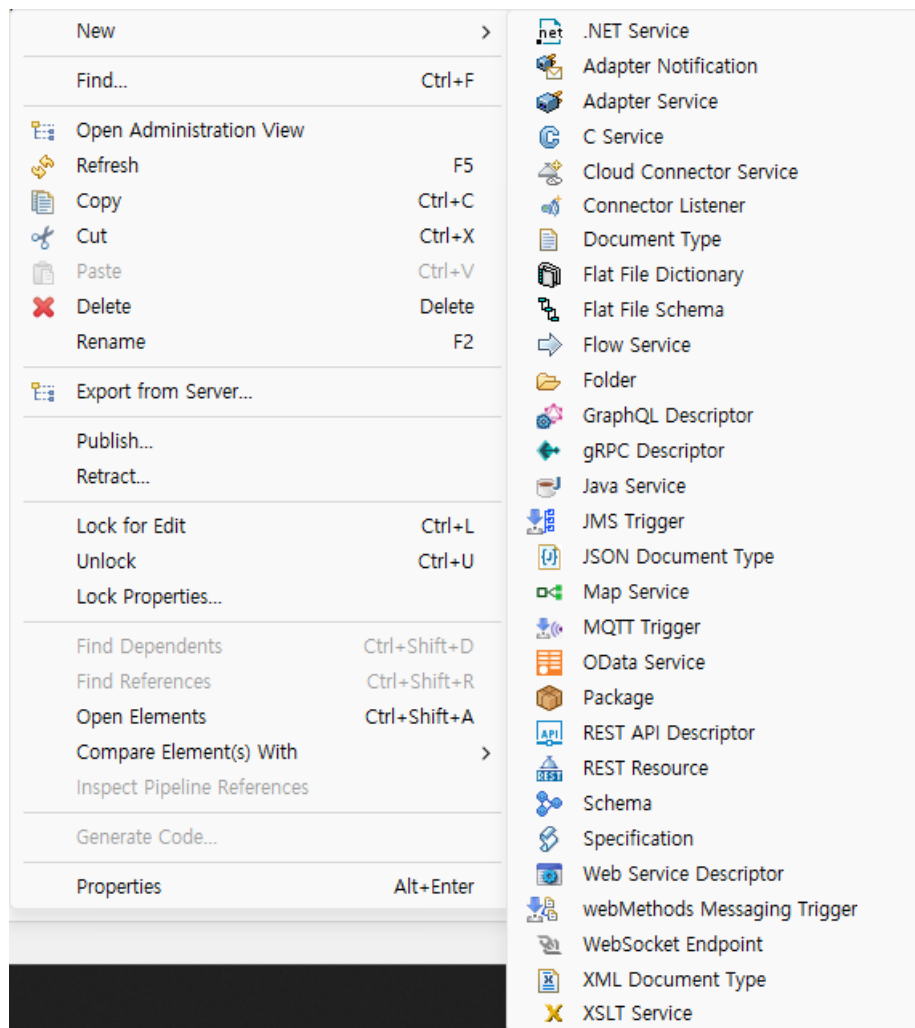 New
Find... Ctrl+F
Open Administration View
Refresh F5
Copy Ctrl+C
Cut Ctrl+X
Paste Ctrl+V
Delete Delete
Rename F2
Export from Server...
Publish...
Retract...
Lock for Edit Ctrl+L
Unlock Ctrl+U
Lock Properties...
Find Dependents Ctrl+Shift+D
Find References Ctrl+Shift+R
Open Elements Ctrl+Shift+A
Compare Element(s) With
Inspect Pipeline References
Generate Code...
Properties Alt+Enter
.net .NET Service
Adapter Notification
Adapter Service
C C Service
Cloud Connector Service
Connector Listener
Document Type
Flat File Dictionary
Flat File Schema
Flow Service
Folder
GraphQL Descriptor
gRPC Descriptor
Java Service
JMS Trigger
{J} JSON Document Type
Map Service
MQTT Trigger
OData Service
Package
API REST API Descriptor
REST REST Resource
Schema
Specification
Web Service Descriptor
webMethods Messaging Trigger
WebSocket Endpoint
XML Document Type
XSLT Service